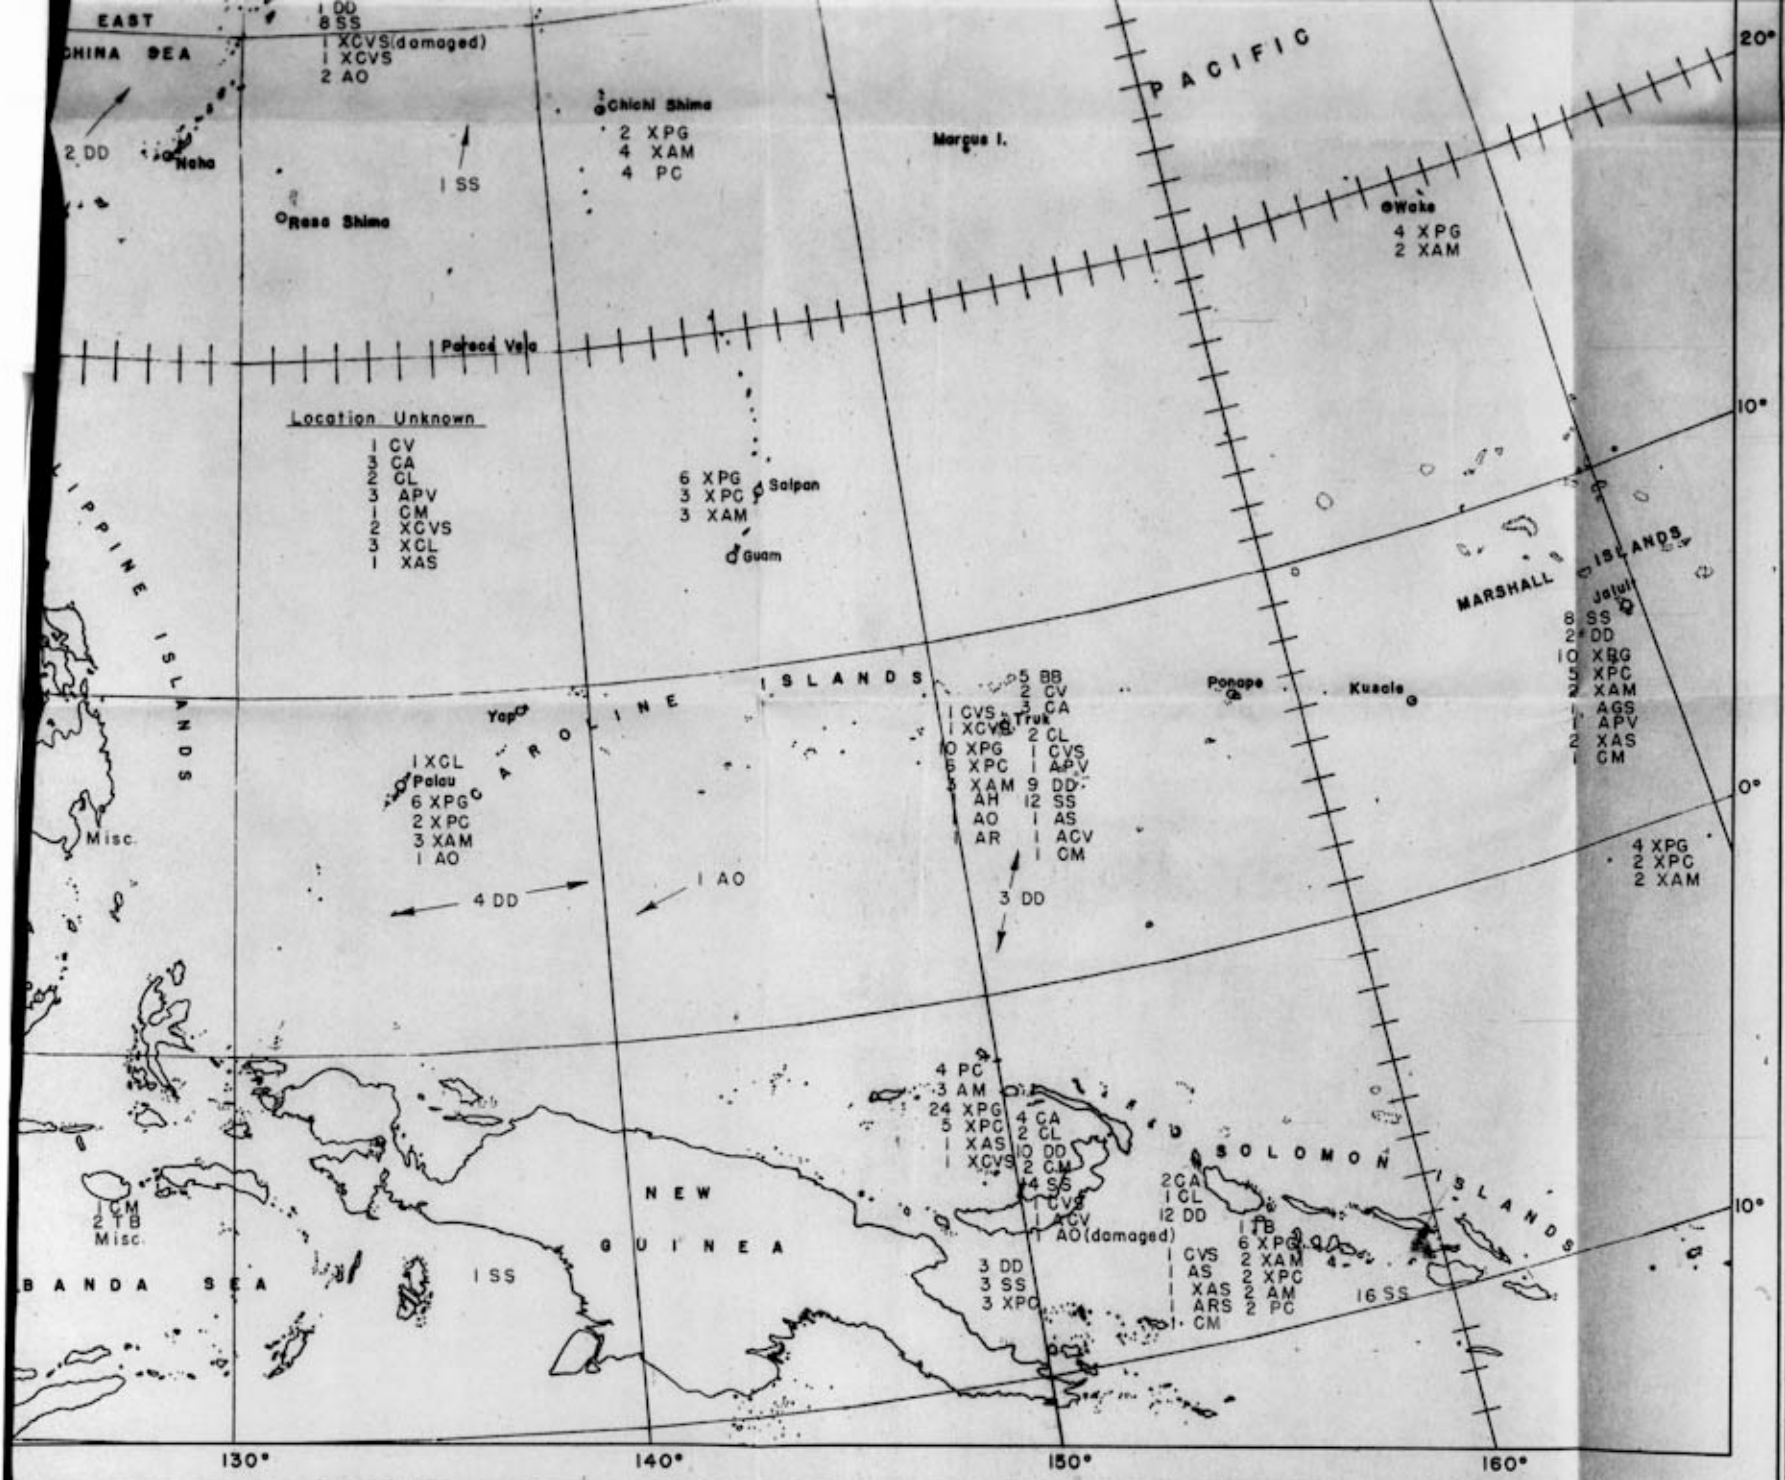 1 DD
8 SS
1 XCVS(damaged)
1 XCVS
2 AO
EAST
CHINA SEA
2 DD
Naha
1 SS
Rasa Shima
Chichi Shima
2 XPG
4 XAM
4 PC
Marcus I.
PACIFIC
20°
Wake
4 XPG
2 XAM
Parece Vela
Location Unknown
1 CV
3 CA
2 CL
3 APV
1 CM
2 XCVS
3 XCL
1 XAS
6 XPG
3 XPC
3 XAM
Saipan
Guam
10°
MARSHALL ISLANDS
Jaluit
8 SS
2 DD
10 XPG
5 XPC
2 XAM
1 AGS
1 APV
2 XAS
1 CM
IPPINE ISLANDS
CAROLINE ISLANDS
Yap
1 XCL
Palau
6 XPG
2 XPC
3 XAM
1 AO
Misc.
4 DD
1 AO
5 BB
2 CV
3 CA
Truk
2 CL
1 CVS
1 APV
9 DD
12 SS
1 AS
1 ACV
1 CM
1 CVS
1 XCVS
10 XPG
6 XPC
3 XAM
1 AH
1 AO
1 AR
3 DD
Ponape
Kusaie
0°
4 XPG
2 XPC
2 XAM
4 PC
3 AM
24 XPG
5 XPC
1 XAS
1 XCVS
4 CA
2 CL
10 DD
2 CM
14 SS
1 CVS
1 ACV
1 AO(damaged)
SOLOMON ISLANDS
NEW
GUINEA
2 CA
1 CL
12 DD
1 TB
6 XPG
2 XAM
2 XPC
2 AM
2 PC
1 CVS
1 AS
1 XAS
1 ARS
1 CM
3 DD
3 SS
3 XPC
16 SS
1 CM
2 TB
Misc.
BANDA SEA
1 SS
10°
130°
140°
150°
160°